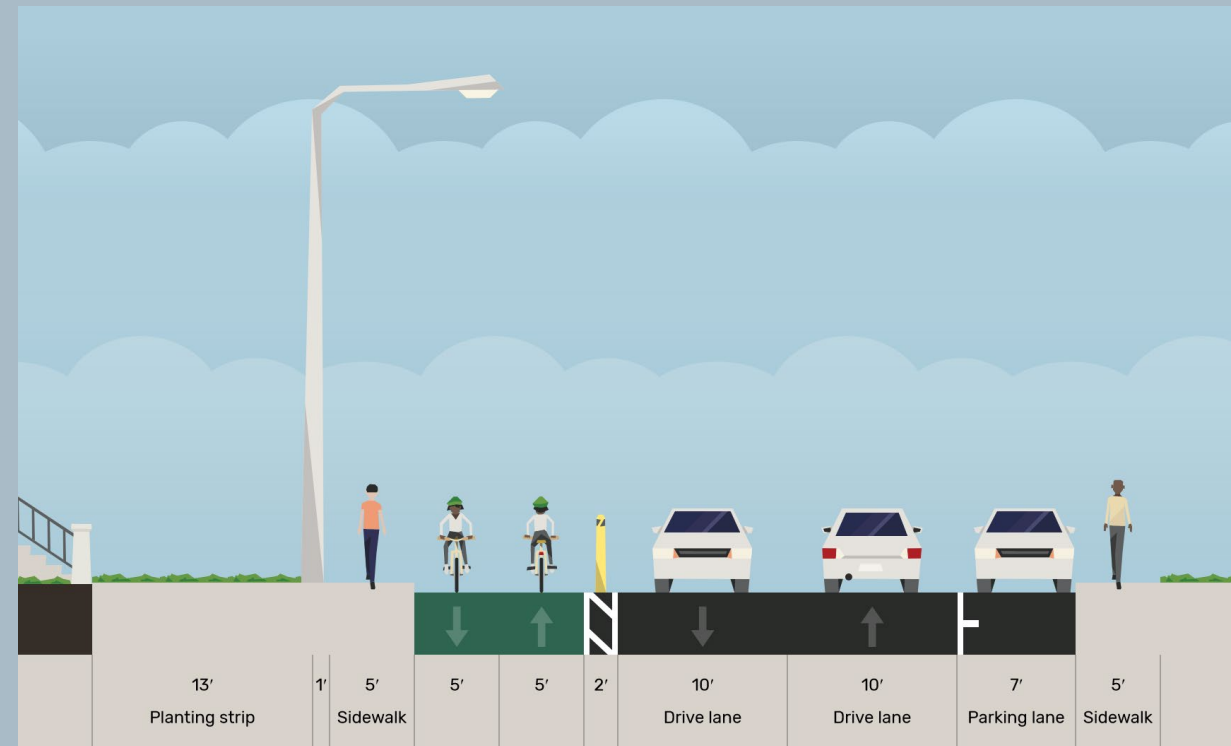 13′ 1′ 5′ 5′ 5′ 2′ 10′ 10′ 7′ 5′
Planting strip Sidewalk Drive lane Drive lane Parking lane Sidewalk